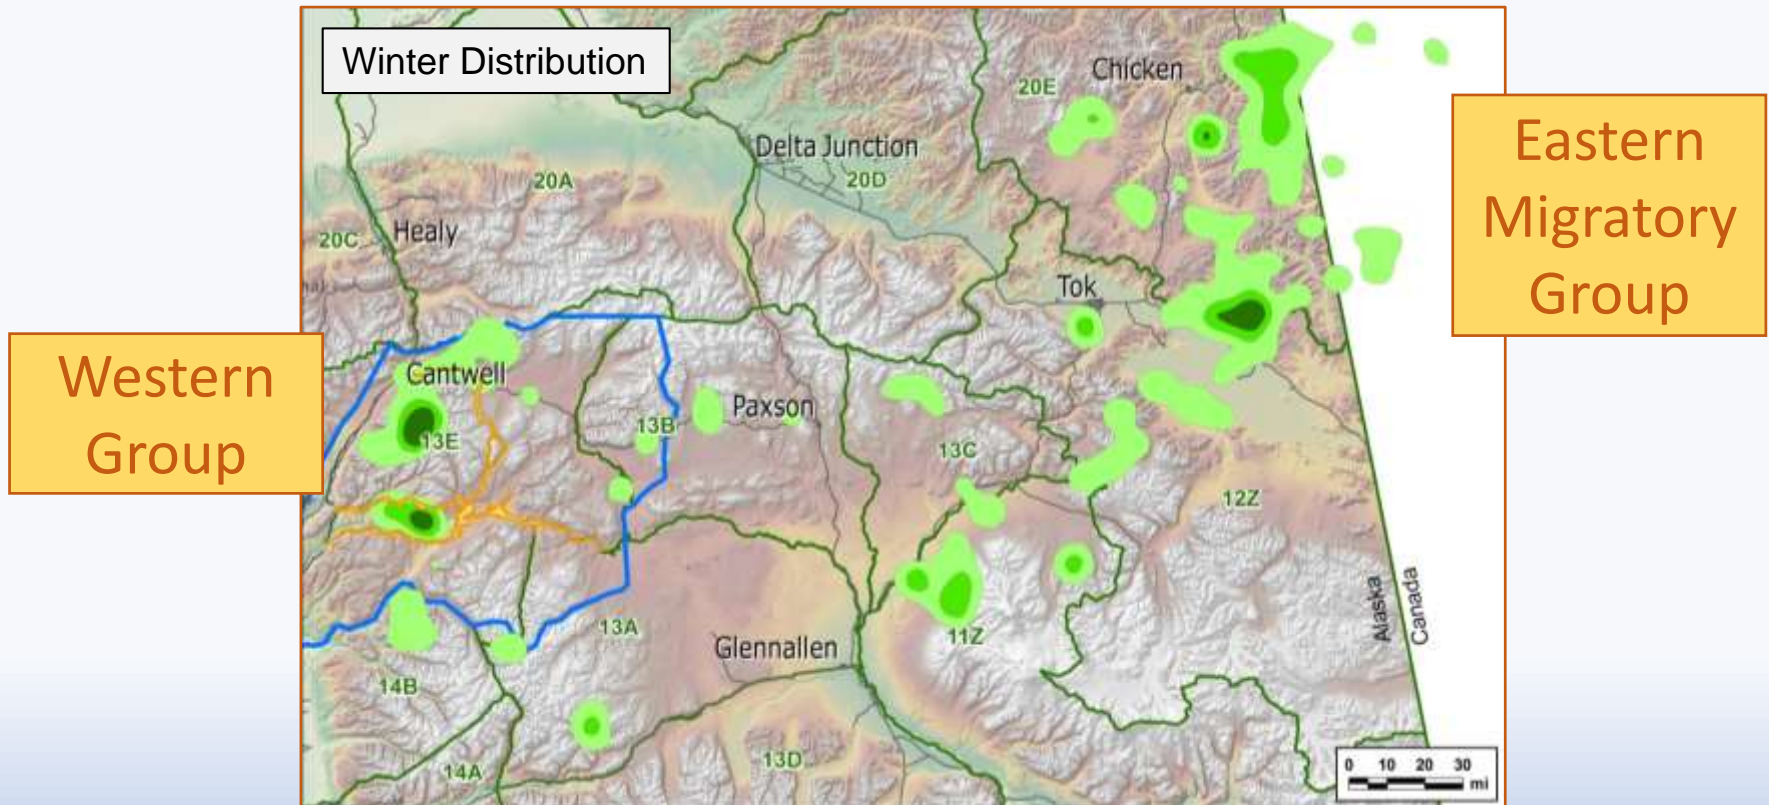 Winter Distribution
Chicken
20E
Delta Junction
20D
20A
Healy
20C
Eastern
Migratory
Group
Tok
Western
Group
Cantwell
Paxson
13B
13E
13C
12Z
Alaska
Canada
13A
11Z
Glennallen
14B
13D
14A
0 10 20 30
mi